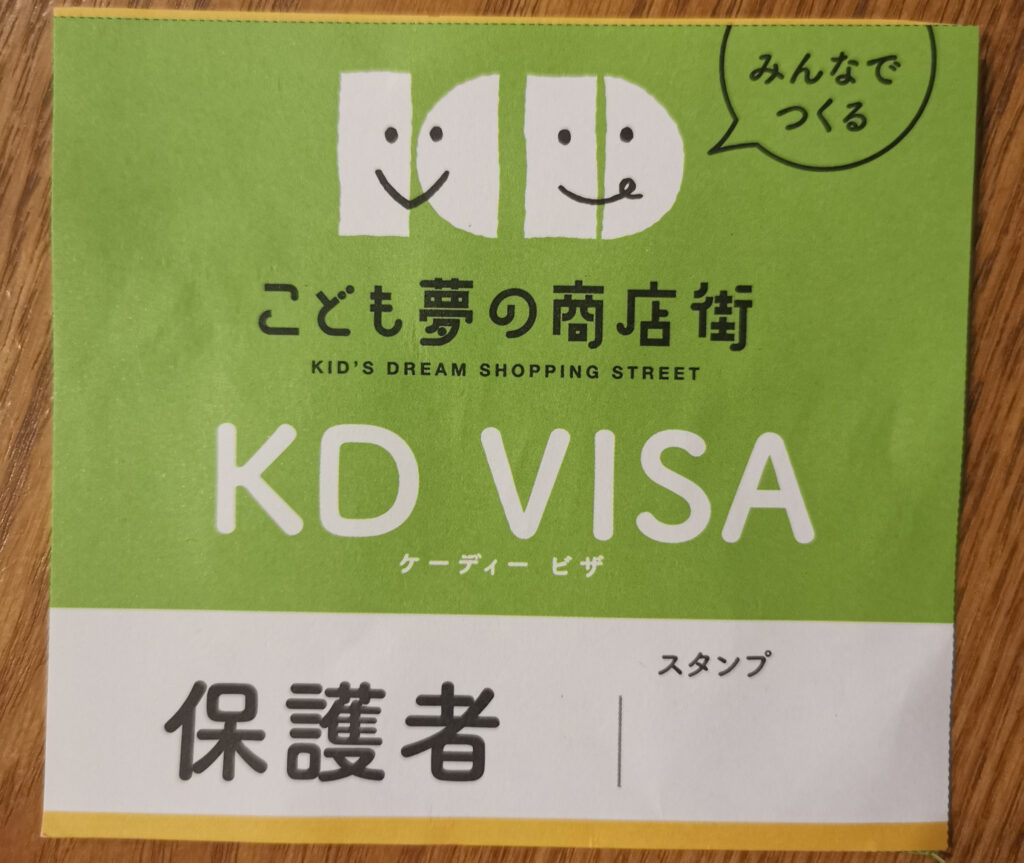 みんなで
つくる
KD
こども夢の商店街
KID'S DREAM SHOPPING STREET
KD VISA
ケーディー ビザ
スタンプ
保護者